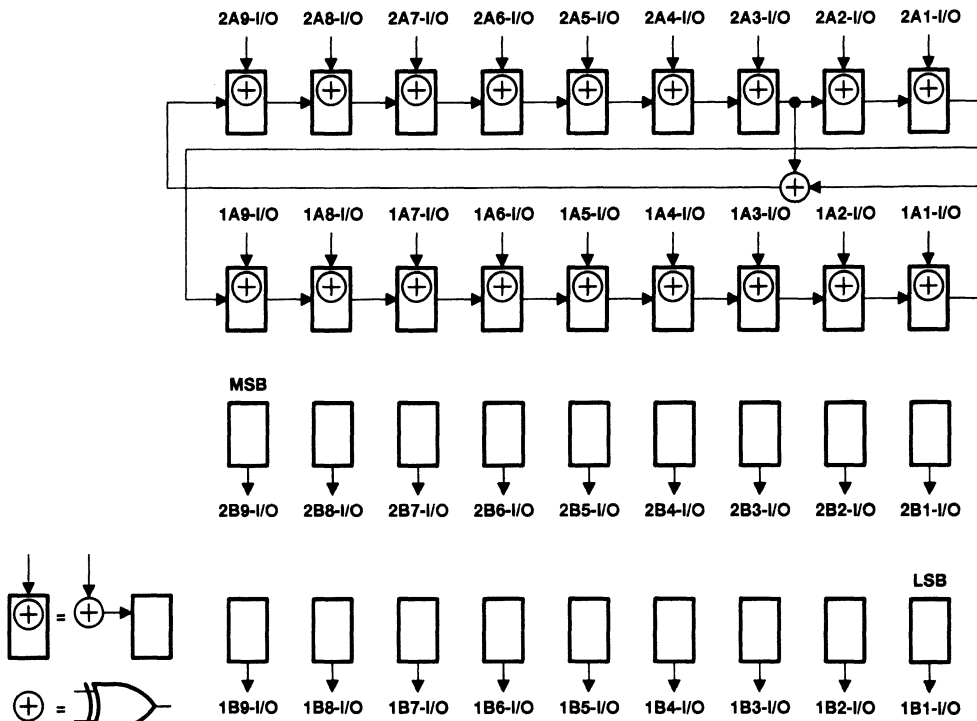 2A9-I/O 2A8-I/O 2A7-I/O 2A6-I/O 2A5-I/O 2A4-I/O 2A3-I/O 2A2-I/O 2A1-I/O
1A9-I/O 1A8-I/O 1A7-I/O 1A6-I/O 1A5-I/O 1A4-I/O 1A3-I/O 1A2-I/O 1A1-I/O
MSB
2B9-I/O 2B8-I/O 2B7-I/O 2B6-I/O 2B5-I/O 2B4-I/O 2B3-I/O 2B2-I/O 2B1-I/O
LSB
=
=
1B9-I/O 1B8-I/O 1B7-I/O 1B6-I/O 1B5-I/O 1B4-I/O 1B3-I/O 1B2-I/O 1B1-I/O